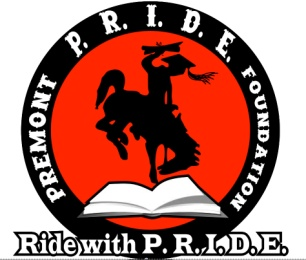 PREMONT P. R. I. D. E. FOUNDATION
Ride with P. R. I. D. E.